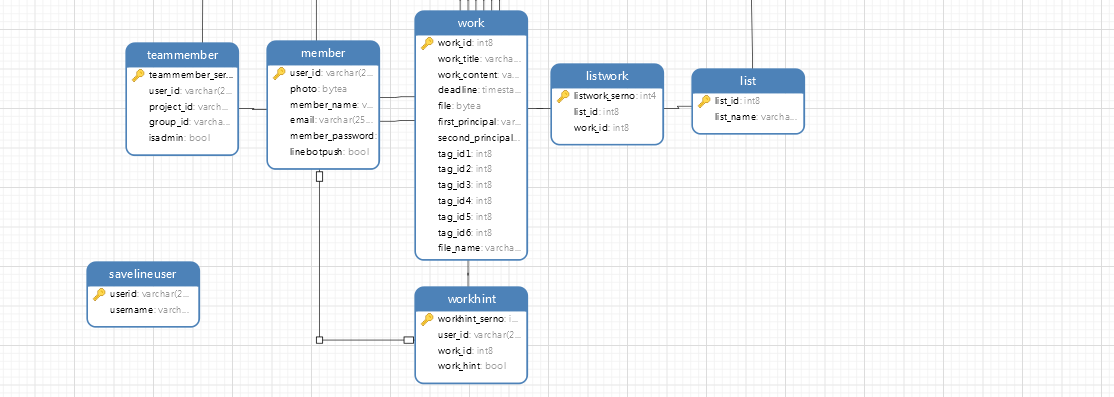 teammember
teammember_ser...
user_id: varchar(2...
project_id: varch...
group_id: varcha...
isadmin: bool
member
user_id: varchar(2...
photo: bytea
member_name: v...
email: varchar(25...
member_password:
linebotpush: bool
work
work_id: int8
work_title: varcha...
work_content: va...
deadline: timesta...
file: bytea
first_principal: var...
second_principal...
tag_id1: int8
tag_id2: int8
tag_id3: int8
tag_id4: int8
tag_id5: int8
tag_id6: int8
file_name: varcha...
listwork
listwork_serno: int4
list_id: int8
work_id: int8
list
list_id: int8
list_name: varcha...
savelineuser
userid: varchar(2...
username: varch...
workhint
workhint_serno: i...
user_id: varchar(2...
work_id: int8
work_hint: bool